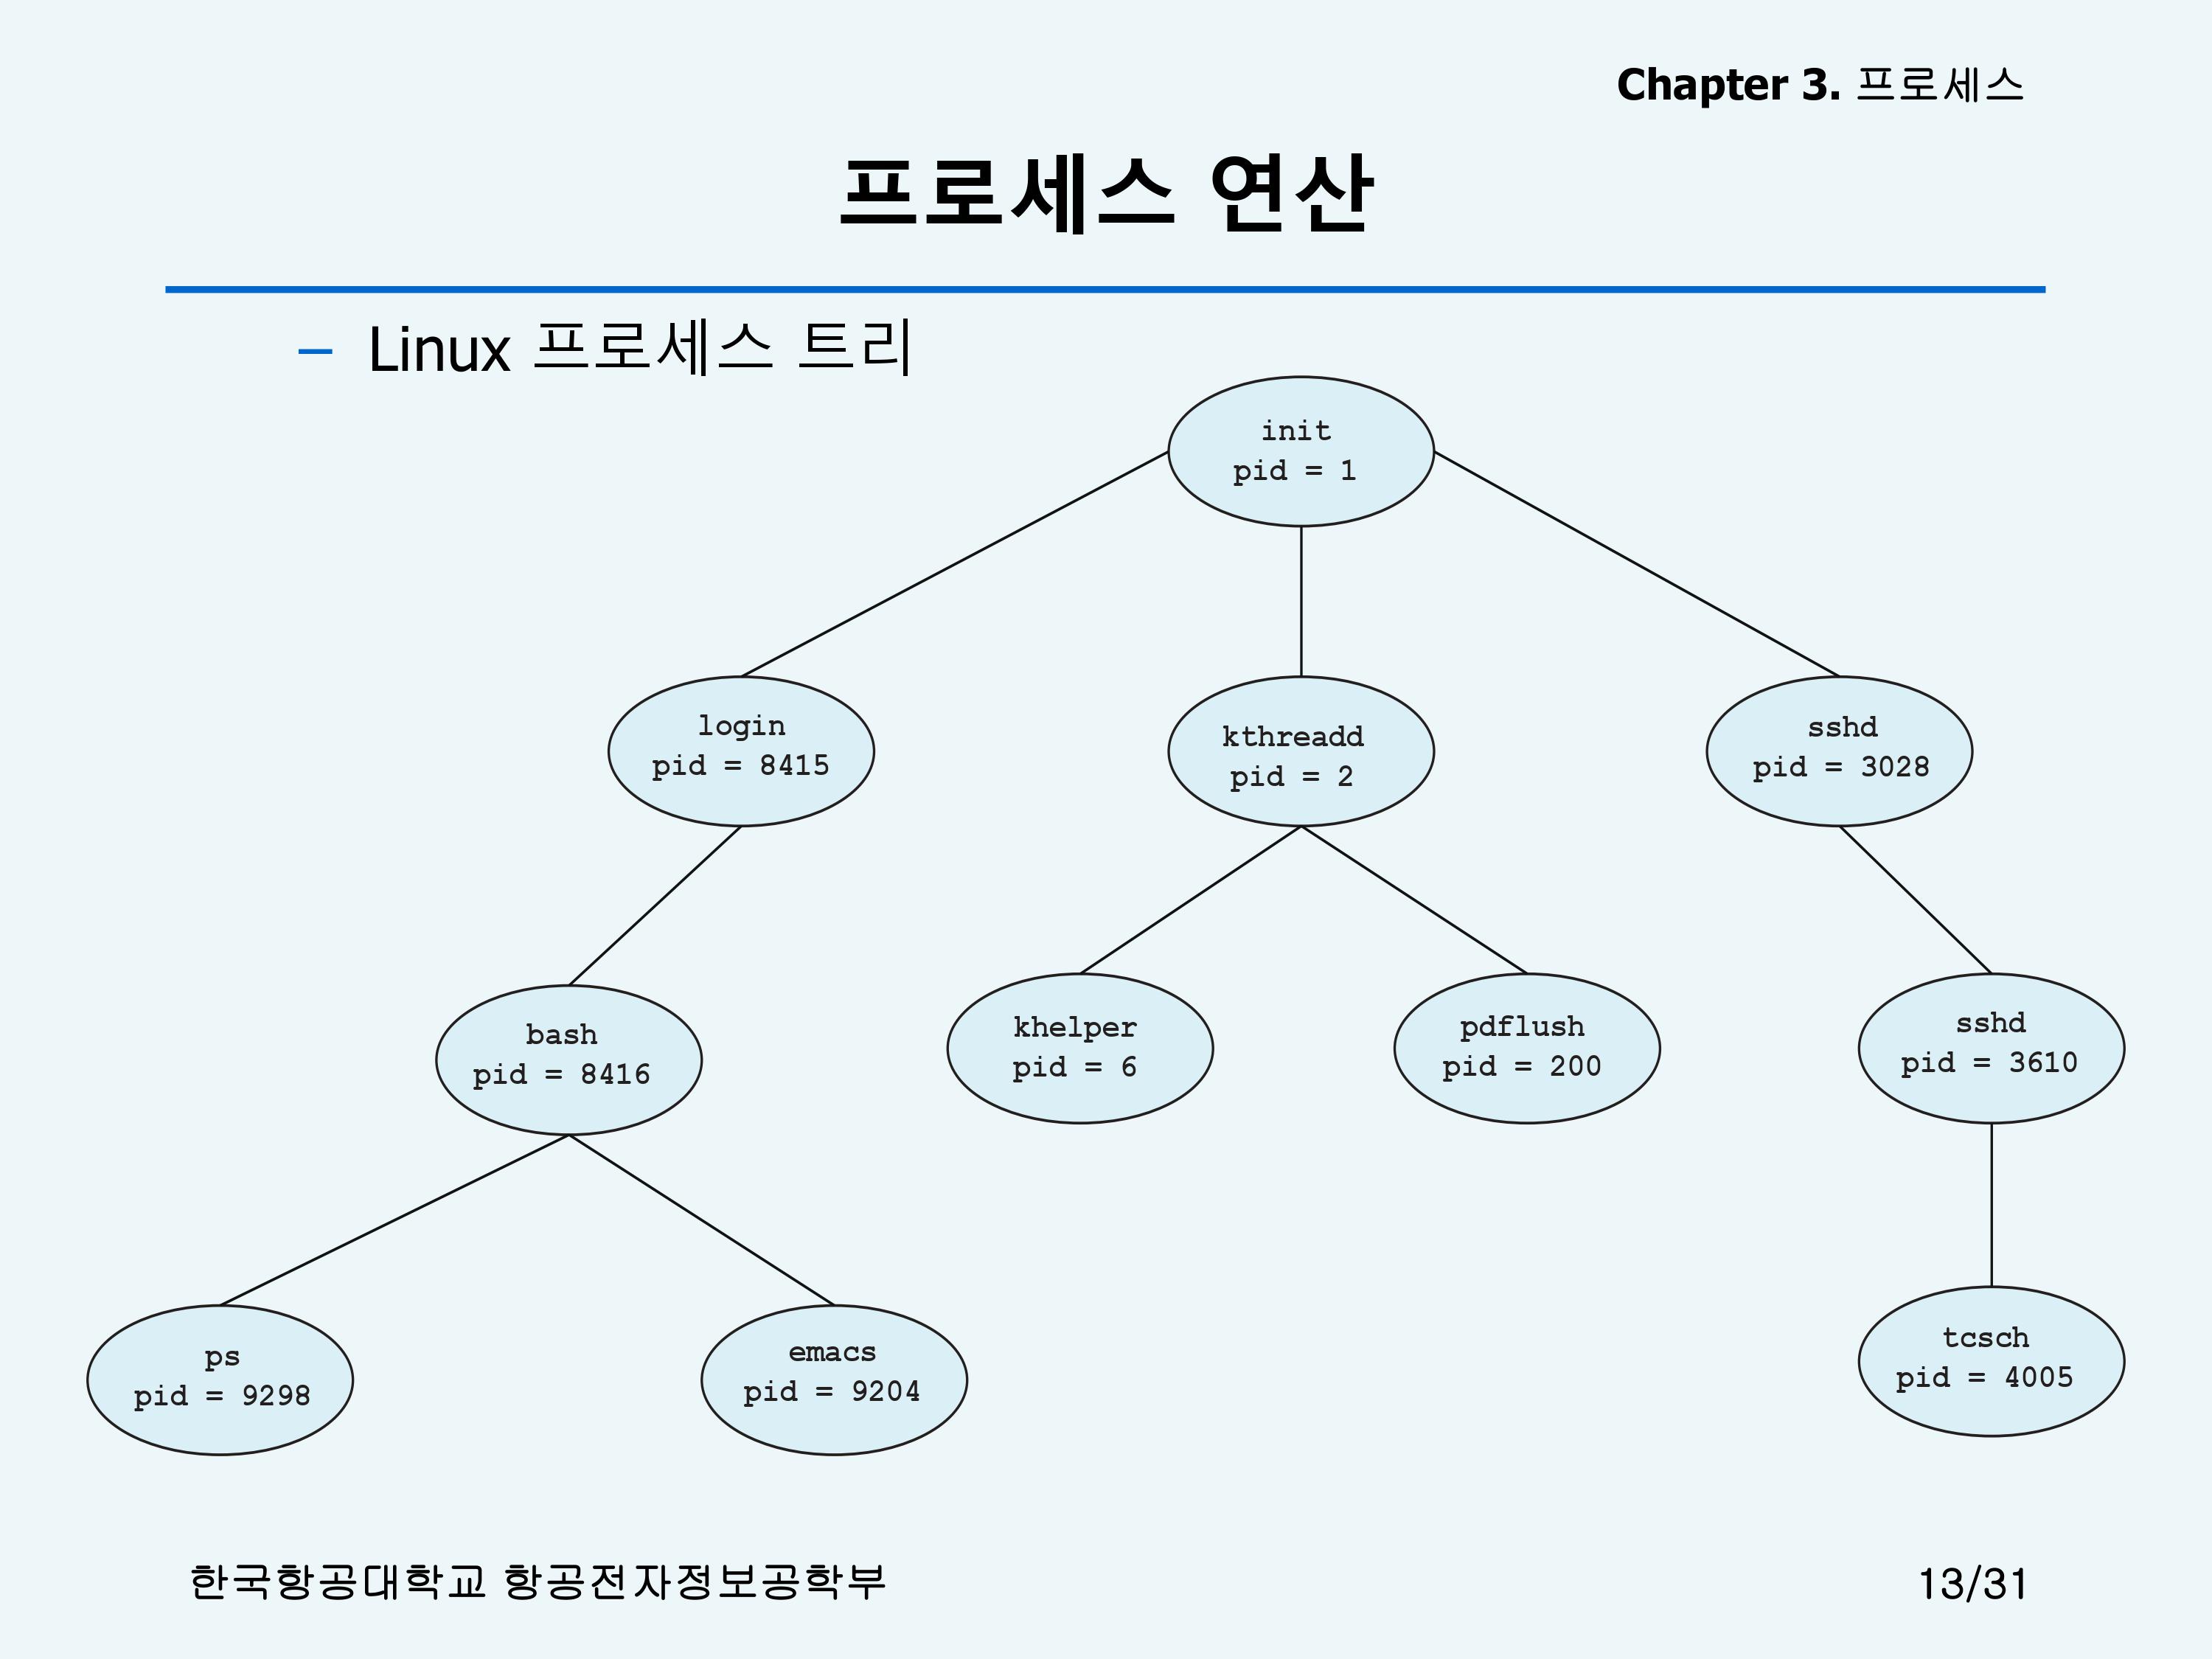 Chapter 3. 프로세스
프로세스 연산
– Linux 프로세스 트리
init
pid = 1
login
pid = 8415
kthreadd
pid = 2
sshd
pid = 3028
bash
pid = 8416
khelper
pid = 6
pdflush
pid = 200
sshd
pid = 3610
ps
pid = 9298
emacs
pid = 9204
tcsch
pid = 4005
한국항공대학교 항공전자정보공학부
13/31